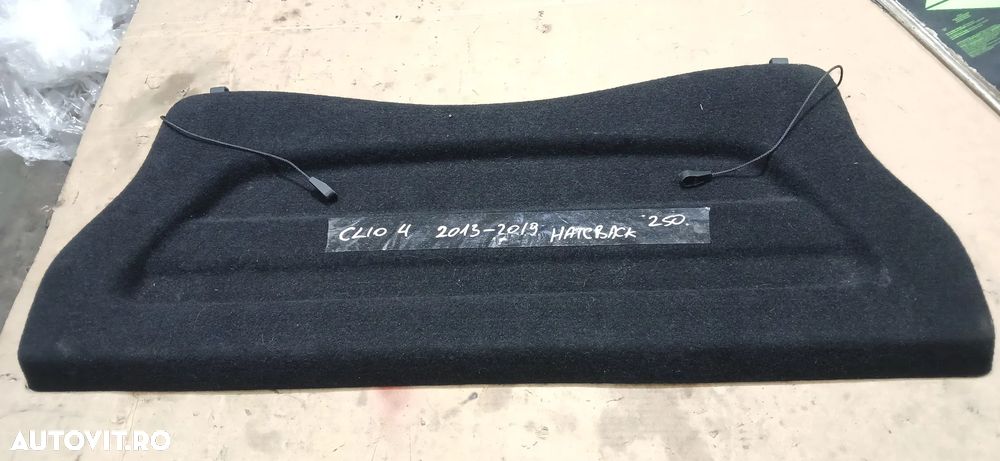 CLIO 4 2013-2019 HATCBACK 250.
AUTOVIT.RO